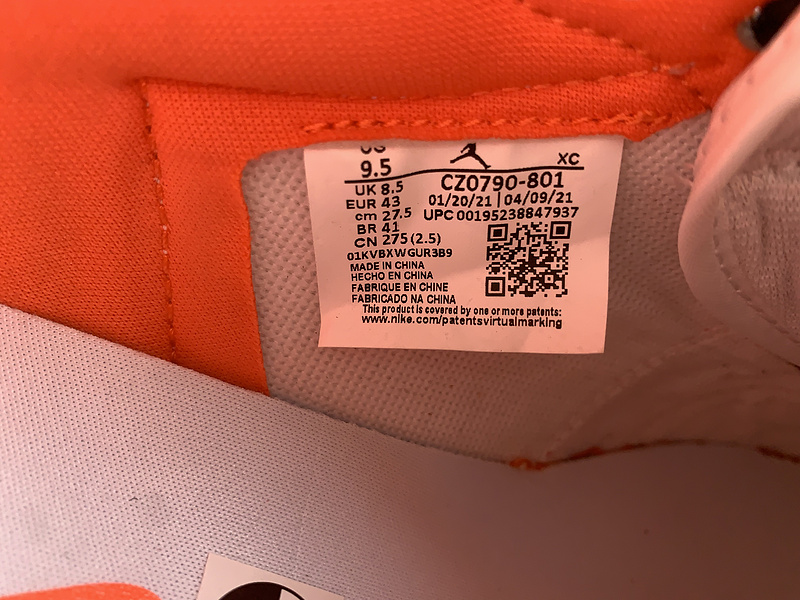 US
9.5
XC
UK 8.5
CZ0790-801
EUR 43
01/20/21 | 04/09/21
cm 27.5
UPC 00195238847937
BR 41
CN 275 (2.5)
01KVBXWGUR3B9
MADE IN CHINA
HECHO EN CHINA
FABRIQUE EN CHINE
FABRICADO NA CHINA
This product is covered by one or more patents:
www.nike.com/patentsvirtualmarking